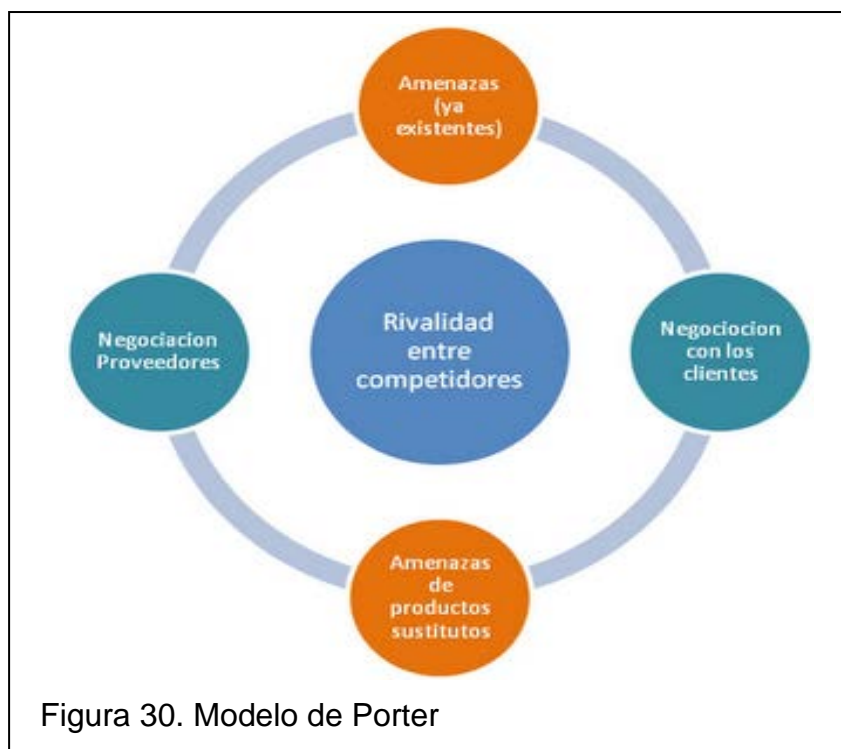 Amenazas
(ya
existentes)
Negociacion
Proveedores
Rivalidad
entre
competidores
Negociocion
con los
clientes
Amenazas
de
productos
sustitutos
Figura 30. Modelo de Porter